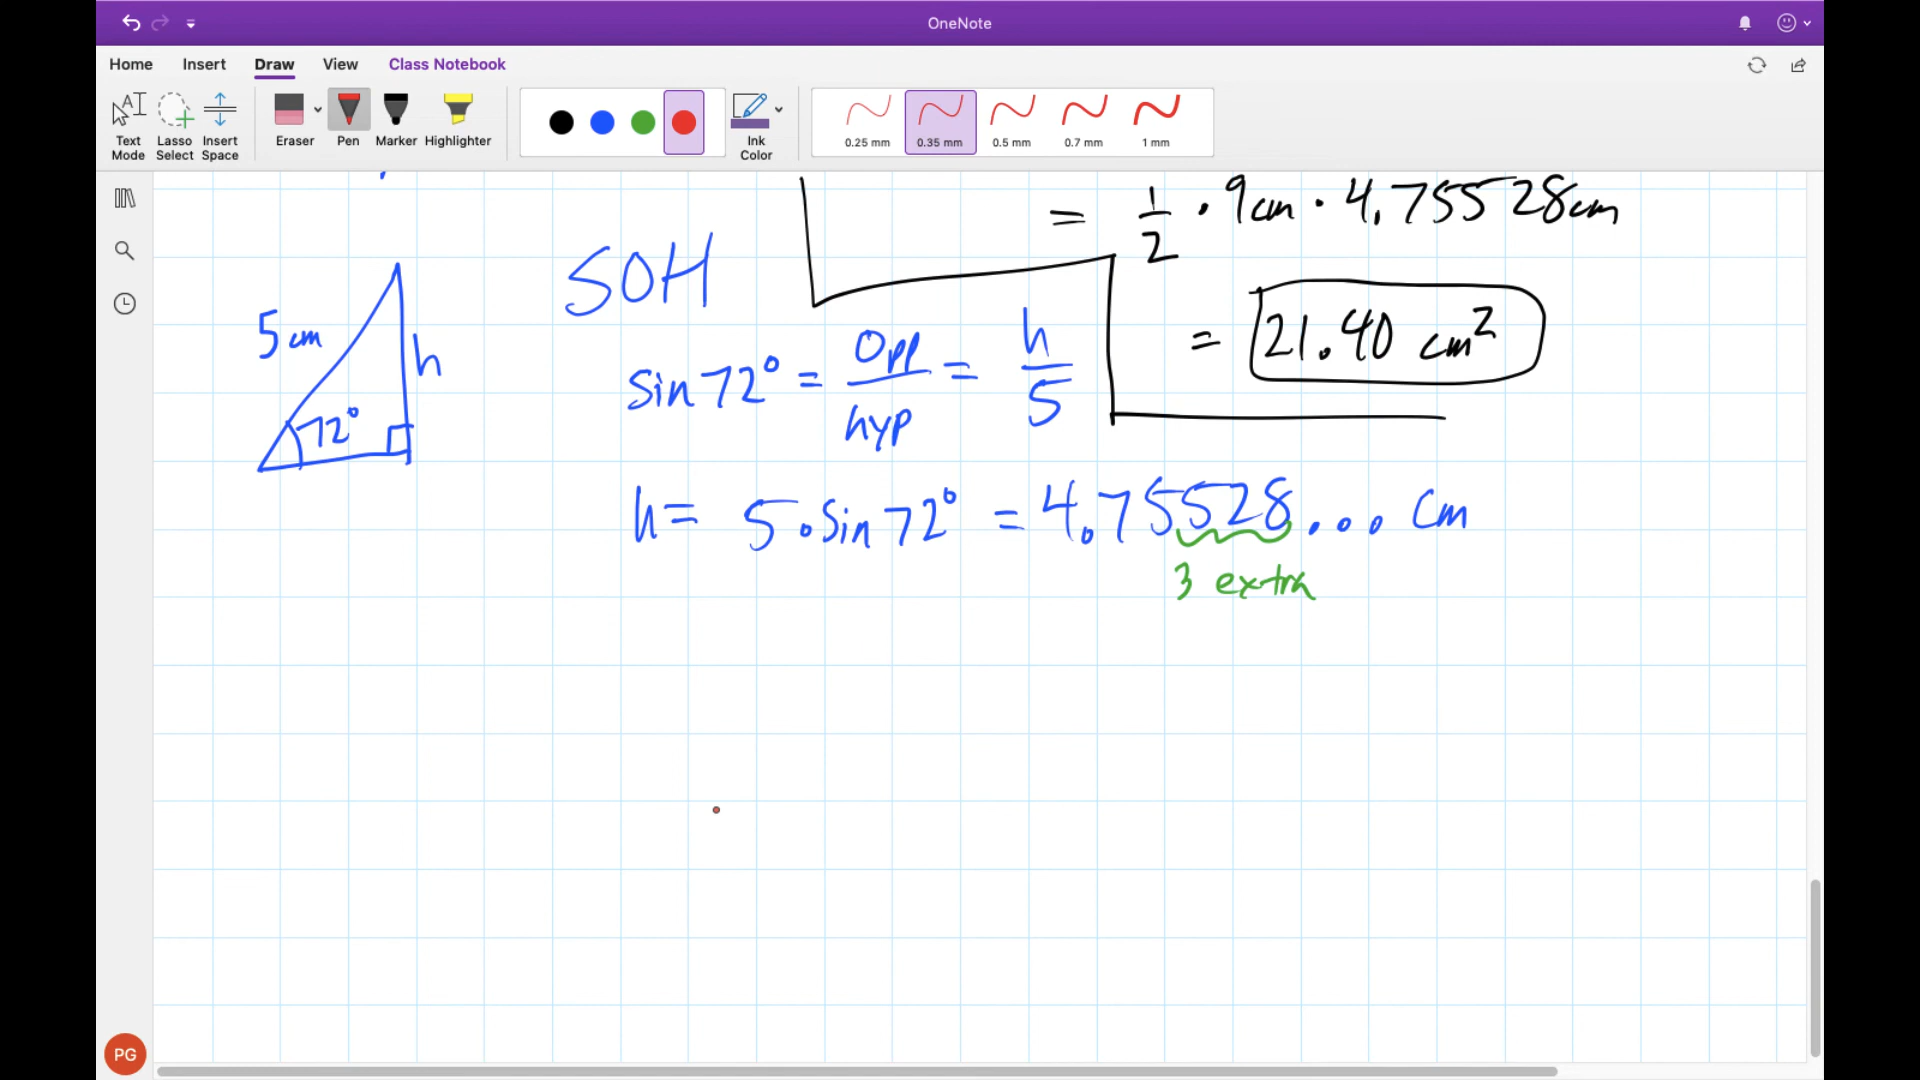 OneNote
Home Insert Draw View Class Notebook
Text Mode Lasso Select Insert Space Eraser Pen Marker Highlighter Ink Color 0.25 mm 0.35 mm 0.5 mm 0.7 mm 1 mm
= 1/2 · 9cm · 4.755528cm
SOH
5 cm
h
72°
sin 72° = opp/hyp = h/5
= 21.40 cm²
h = 5 · sin 72° = 4.755528... cm
3 extra
PG